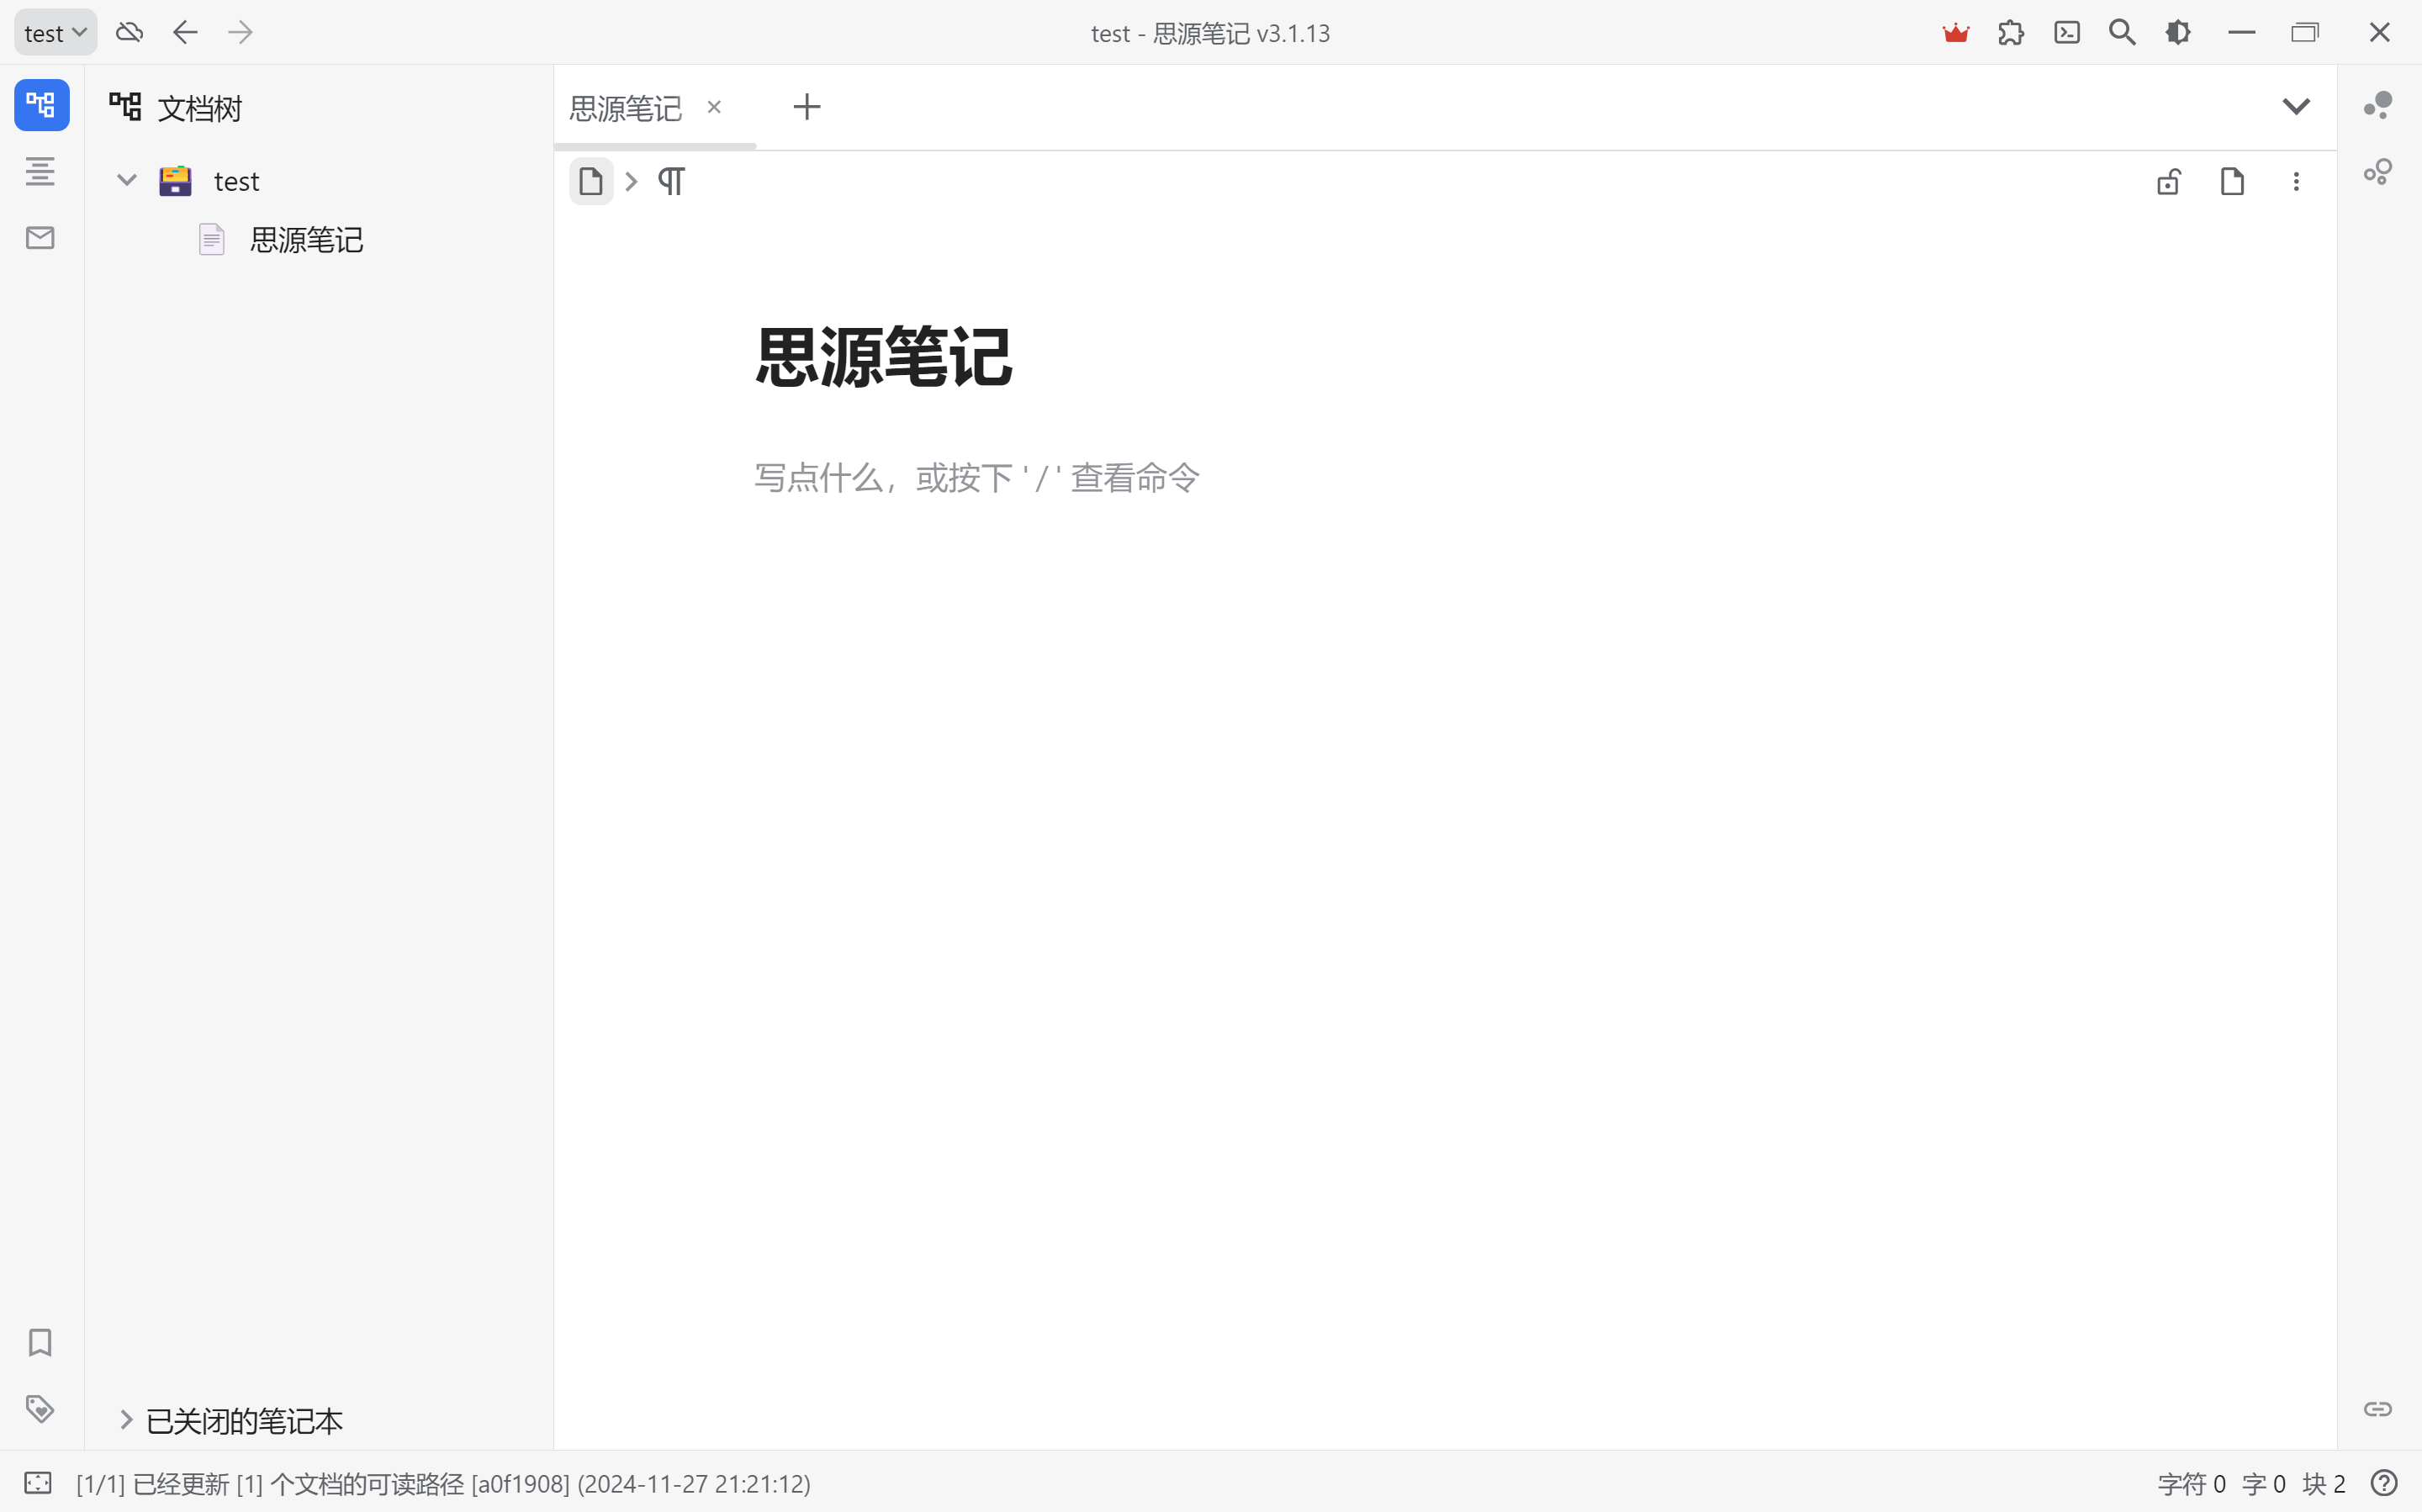 test
test - 思源笔记 v3.1.13
文档树
test
思源笔记
已关闭的笔记本
思源笔记
思源笔记
写点什么，或按下 '/' 查看命令
[1/1] 已经更新 [1] 个文档的可读路径 [a0f1908] (2024-11-27 21:21:12)
字符 0 字 0 块 2